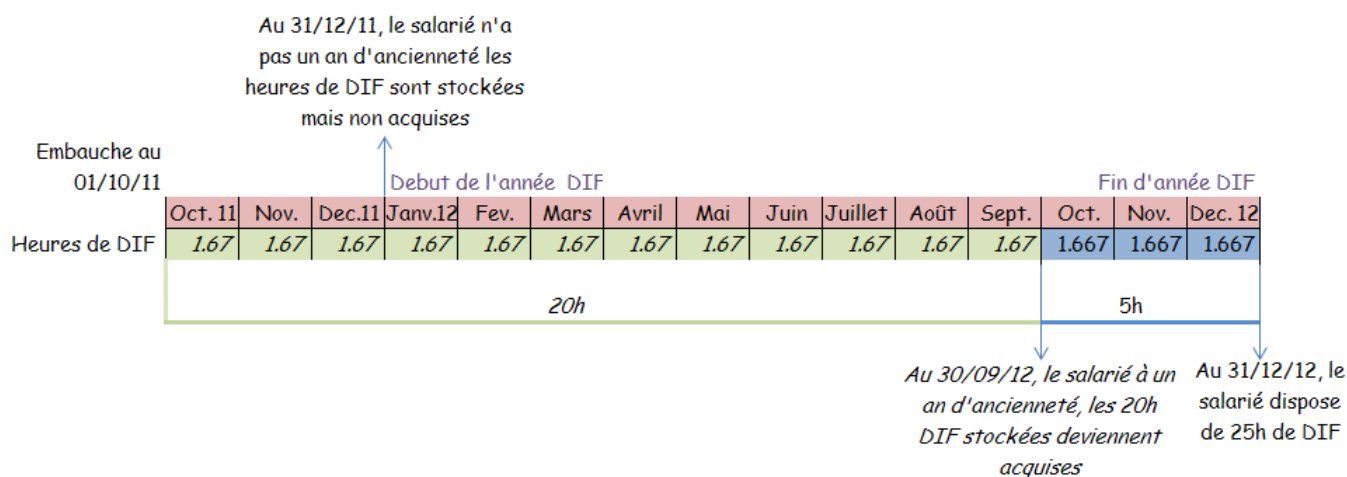 Au 31/12/11, le salarié n'a
pas un an d'ancienneté les
heures de DIF sont stockées
mais non acquises
Embauche au
01/10/11
Debut de l'année DIF
Fin d'année DIF
Oct. 11 Nov. Dec.11 Janv.12 Fev. Mars Avril Mai Juin Juillet Août Sept. Oct. Nov. Dec. 12
Heures de DIF 1.67 1.67 1.67 1.67 1.67 1.67 1.67 1.67 1.67 1.67 1.67 1.67 1.667 1.667 1.667
20h 5h
Au 30/09/12, le salarié à un
an d'ancienneté, les 20h
DIF stockées deviennent
acquises
Au 31/12/12, le
salarié dispose
de 25h de DIF